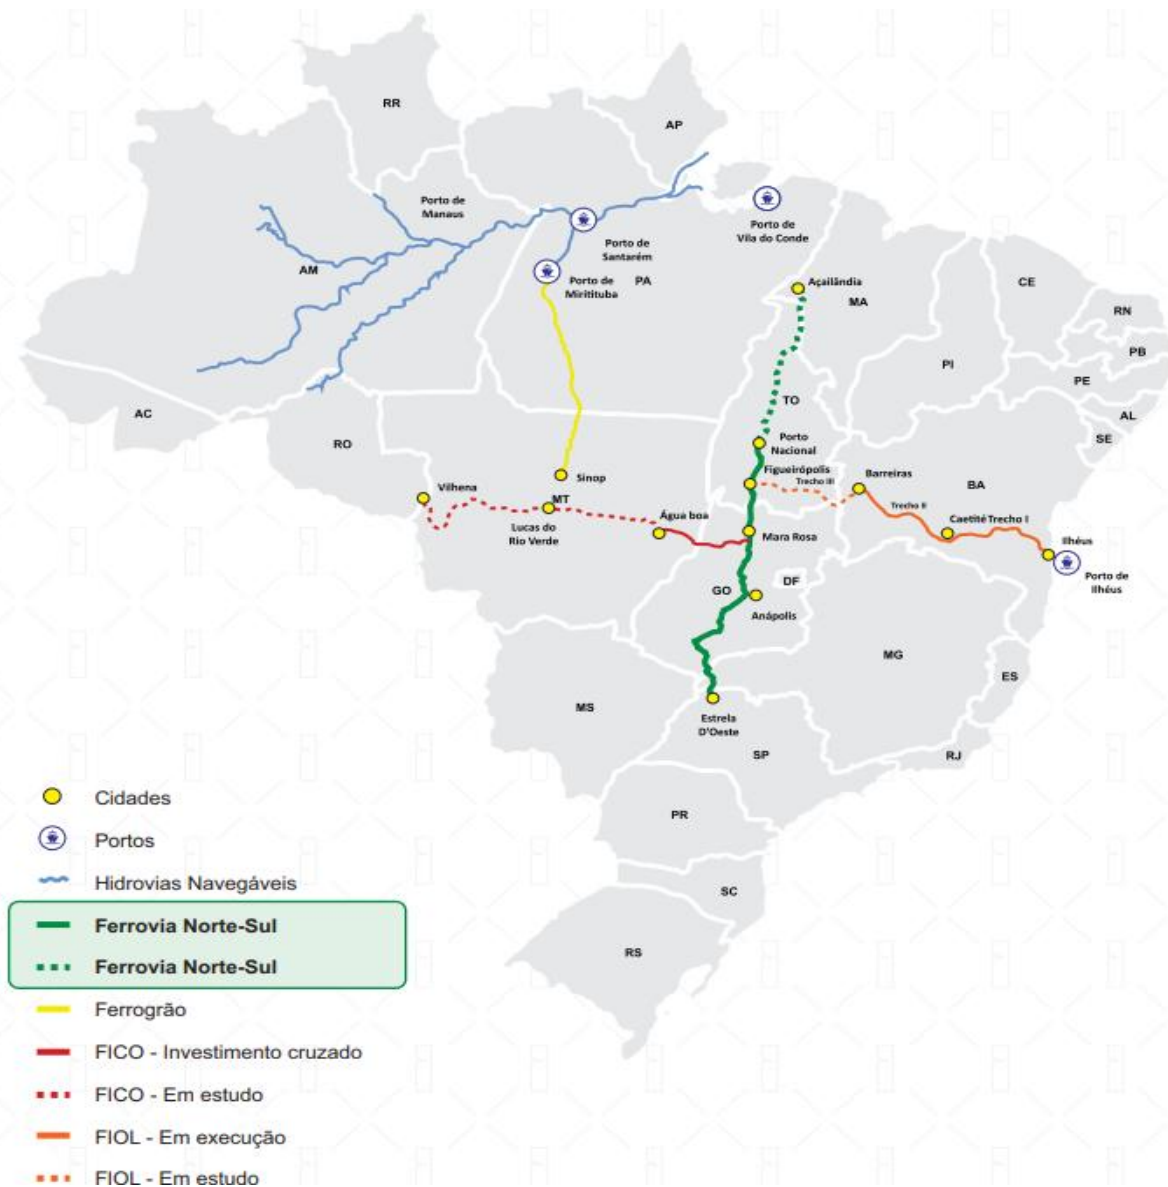 RR
AP
Porto de
Manaus
Porto de
Vila do Conde
Porto de
Santarém
AM
Porto de
Miritituba
PA
Açailândia
MA
CE
RN
PB
PI
PE
AL
SE
AC
TO
RO
Porto
Nacional
Sinop
Figueirópolis
Trecho III
Barreiras
BA
Vilhena
MT
Lucas do
Rio Verde
Água boa
Trecho II
Caetité Trecho I
Mara Rosa
Ilhéus
Porto de
Ilhéus
GO
DF
Anápolis
MG
ES
MS
Estrela
D'Oeste
SP
RJ
PR
SC
RS
Cidades
Portos
Hidrovias Navegáveis
Ferrovia Norte-Sul
Ferrovia Norte-Sul
Ferrogrão
FICO - Investimento cruzado
FICO - Em estudo
FIOL - Em execução
FIOL - Em estudo